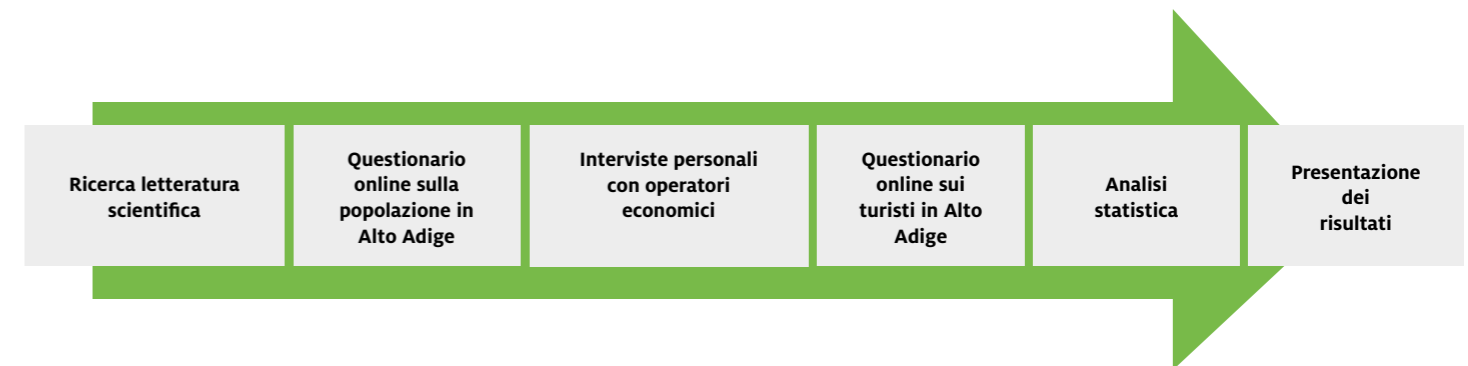 Ricerca letteratura
scientifica
Questionario
online sulla
popolazione in
Alto Adige
Interviste personali
con operatori
economici
Questionario
online sui
turisti in Alto
Adige
Analisi
statistica
Presentazione
dei
risultati